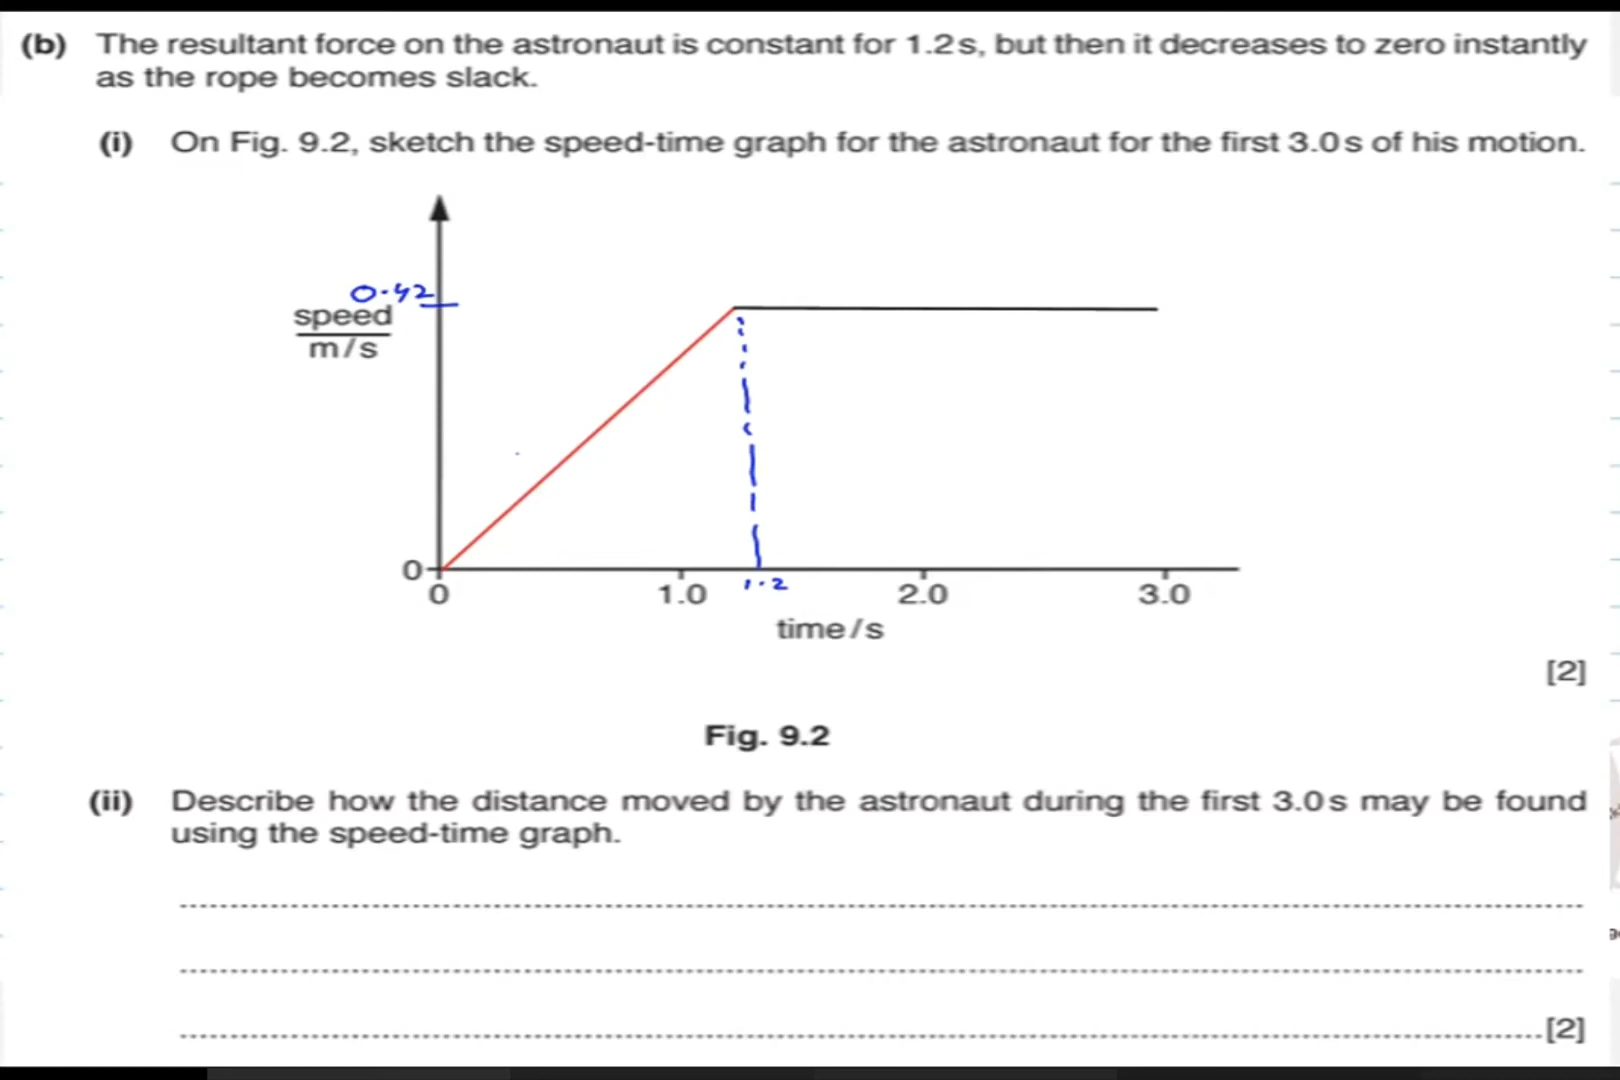 (b) The resultant force on the astronaut is constant for 1.2 s, but then it decreases to zero instantly
as the rope becomes slack.
(i) On Fig. 9.2, sketch the speed-time graph for the astronaut for the first 3.0 s of his motion.
0.42
speed
m/s
0
0 1.0 1.2 2.0 3.0
time/s
[2]
Fig. 9.2
(ii) Describe how the distance moved by the astronaut during the first 3.0 s may be found
using the speed-time graph.
[2]